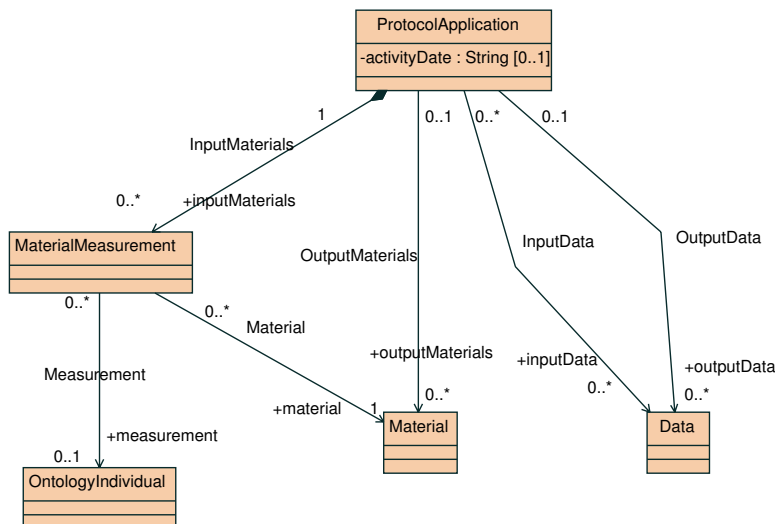 ProtocolApplication
-activityDate : String [0..1]
1
0..1
0..*
0..1
InputMaterials
0..*
+inputMaterials
MaterialMeasurement
InputData
OutputData
OutputMaterials
0..*
0..*
Material
Measurement
+outputMaterials
+inputData
+outputData
0..*
0..*
0..*
+material
1
Material
Data
+measurement
0..1
OntologyIndividual